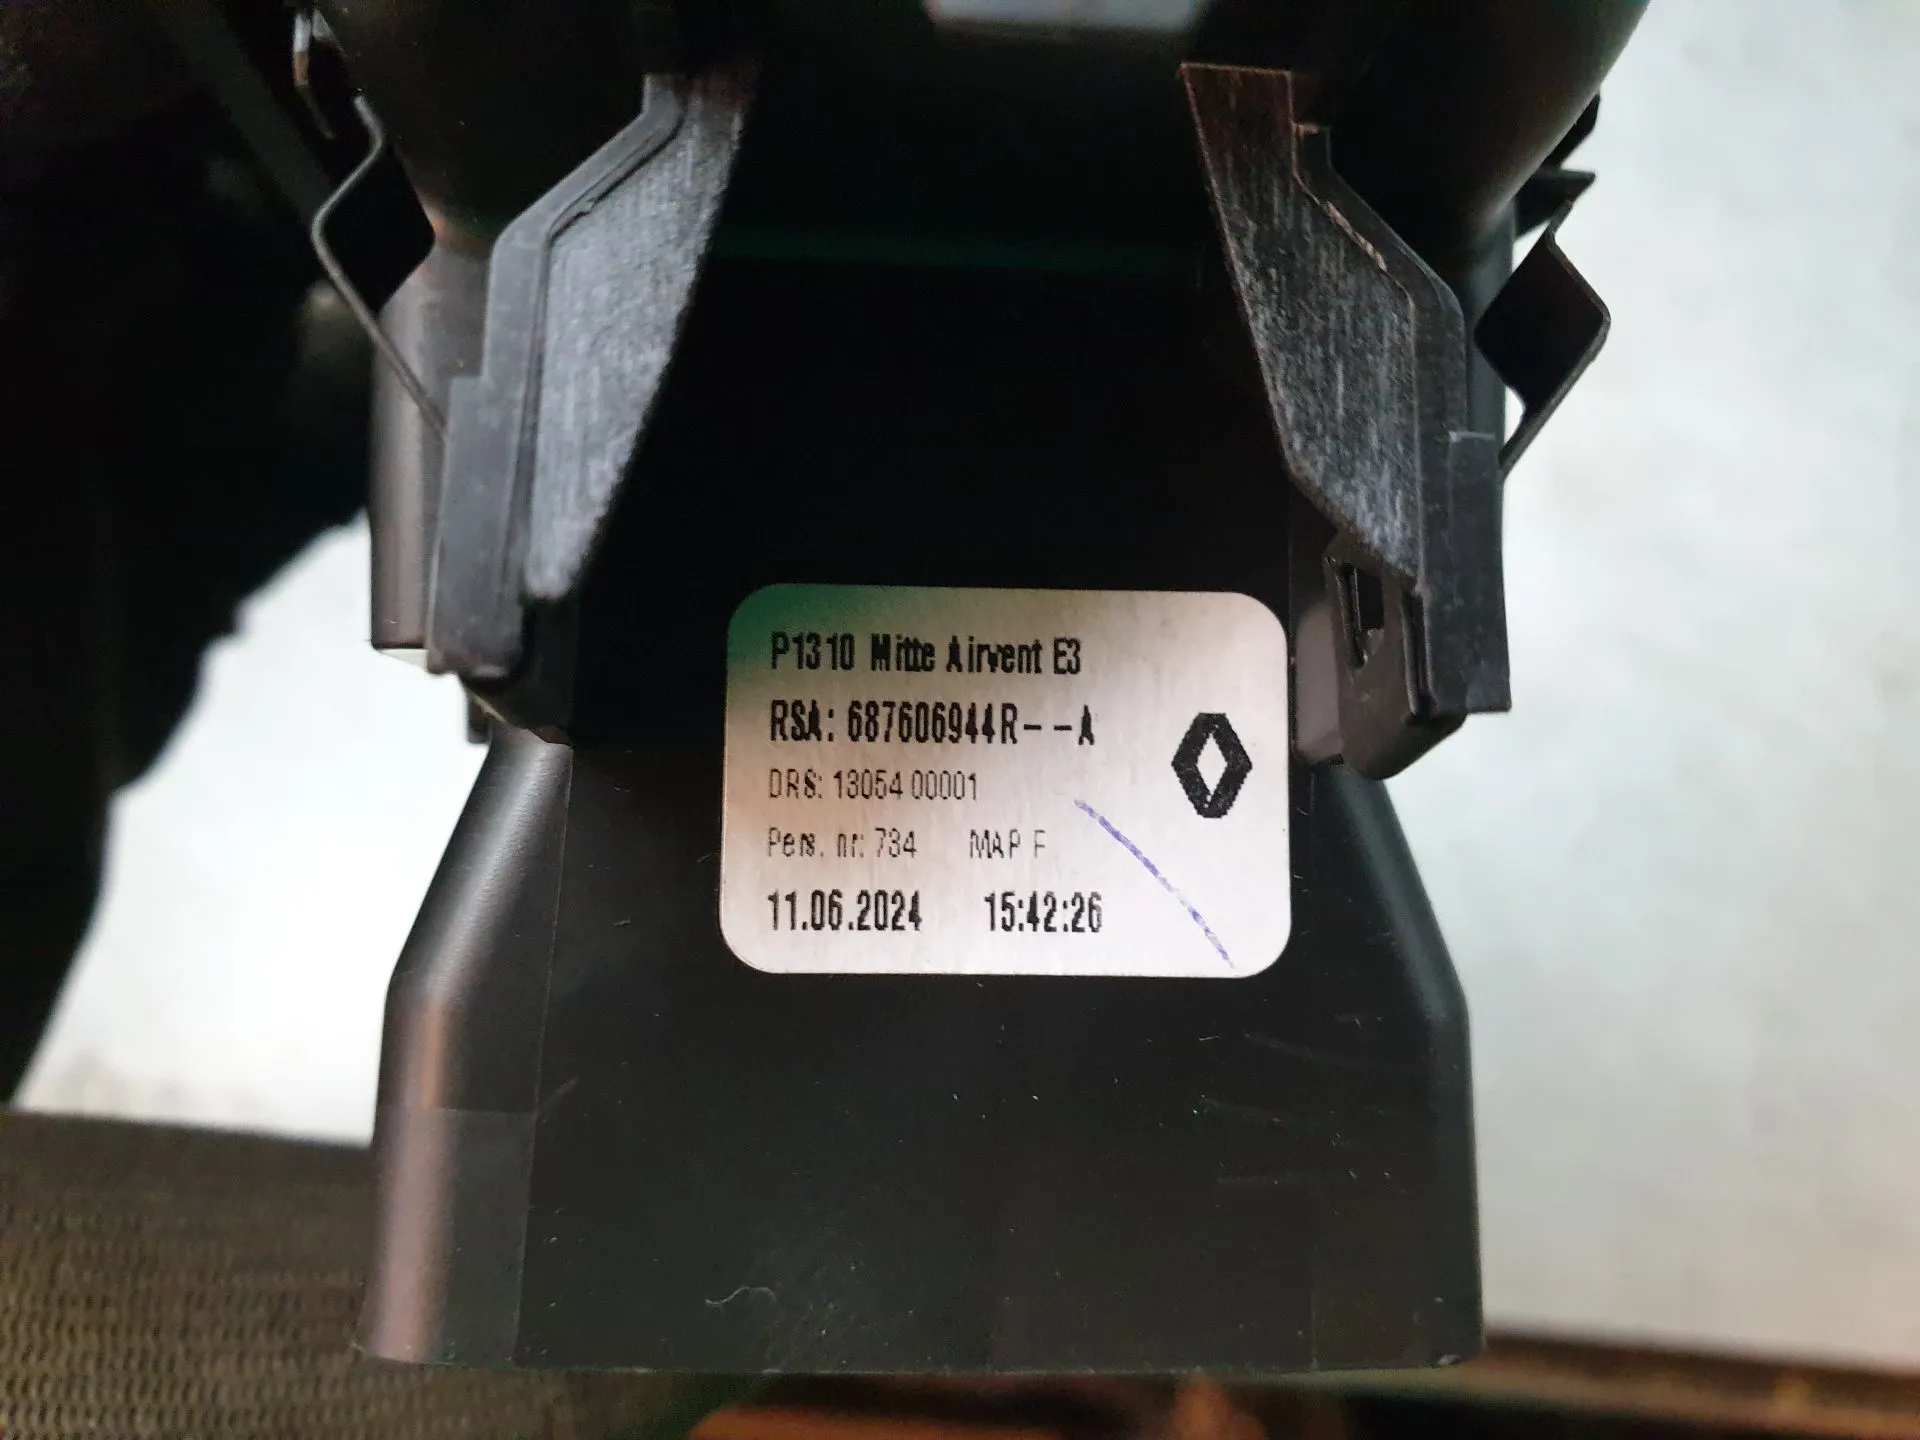 P1310 Mitte Airvent E3
RSA: 687606944R--A
DRS: 13054 00001
Pers. nr: 734 MAP F
11.06.2024 15:42:26